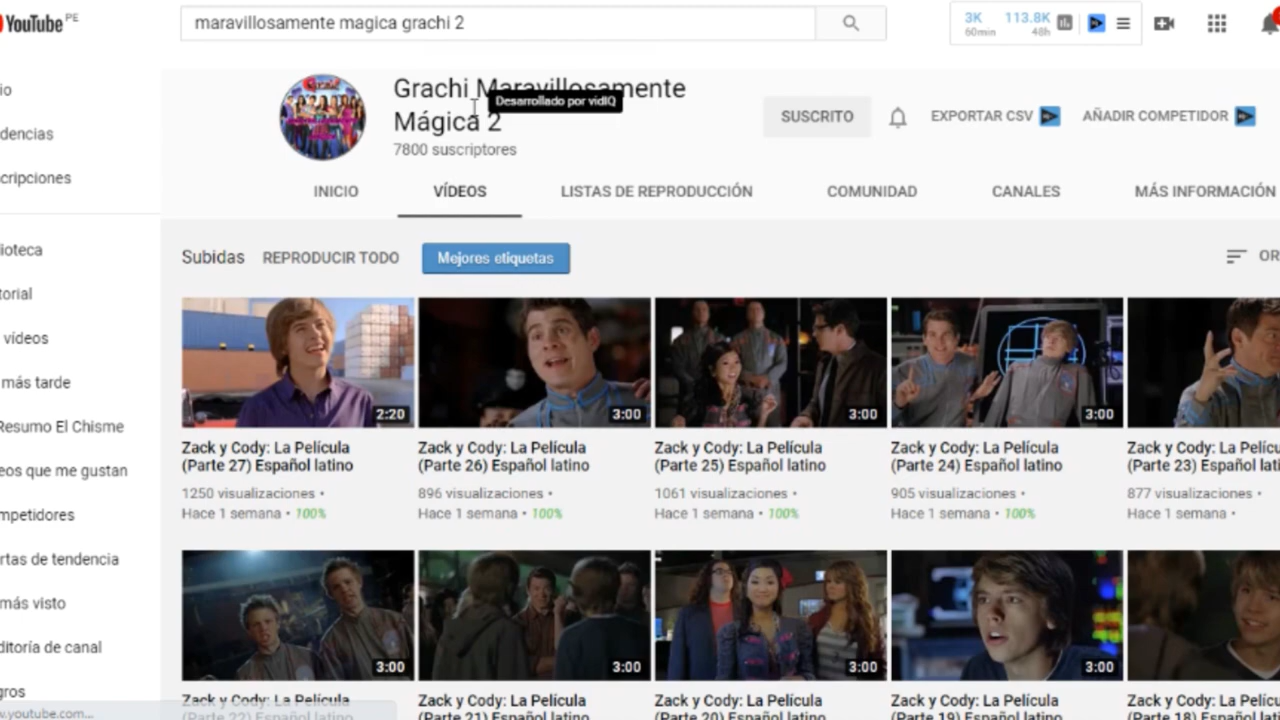 YouTube PE
maravillosamente magica grachi 2
3K
60min
113.8K
48h
Grachi Maravillosamente
Mágica 2
Desarrollado por vidIQ
7800 suscriptores
SUSCRITO
EXPORTAR CSV
AÑADIR COMPETIDOR
INICIO
VÍDEOS
LISTAS DE REPRODUCCIÓN
COMUNIDAD
CANALES
MÁS INFORMACIÓN
io
dencias
cripciones
lioteca
torial
vídeos
más tarde
Resumo El Chisme
eos que me gustan
mpetidores
rtas de tendencia
más visto
ditoría de canal
gros
w.youtube.com...
Subidas
REPRODUCIR TODO
Mejores etiquetas
OR
2:20
Zack y Cody: La Película
(Parte 27) Español latino
1250 visualizaciones •
Hace 1 semana • 100%
3:00
Zack y Cody: La Película
(Parte 26) Español latino
896 visualizaciones •
Hace 1 semana • 100%
3:00
Zack y Cody: La Película
(Parte 25) Español latino
1061 visualizaciones •
Hace 1 semana • 100%
3:00
Zack y Cody: La Película
(Parte 24) Español latino
905 visualizaciones •
Hace 1 semana • 100%
Zack y Cody: La Pelícu
(Parte 23) Español lati
877 visualizaciones •
Hace 1 semana •
3:00
Zack y Cody: La Película
(Parte 22) Español latino
3:00
Zack y Cody: La Película
(Parte 21) Español latino
3:00
Zack y Cody: La Película
(Parte 20) Español latino
3:00
Zack y Cody: La Película
(Parte 19) Español latino
Zack y Cody: La Pelícu
(Parte 18) Español lati